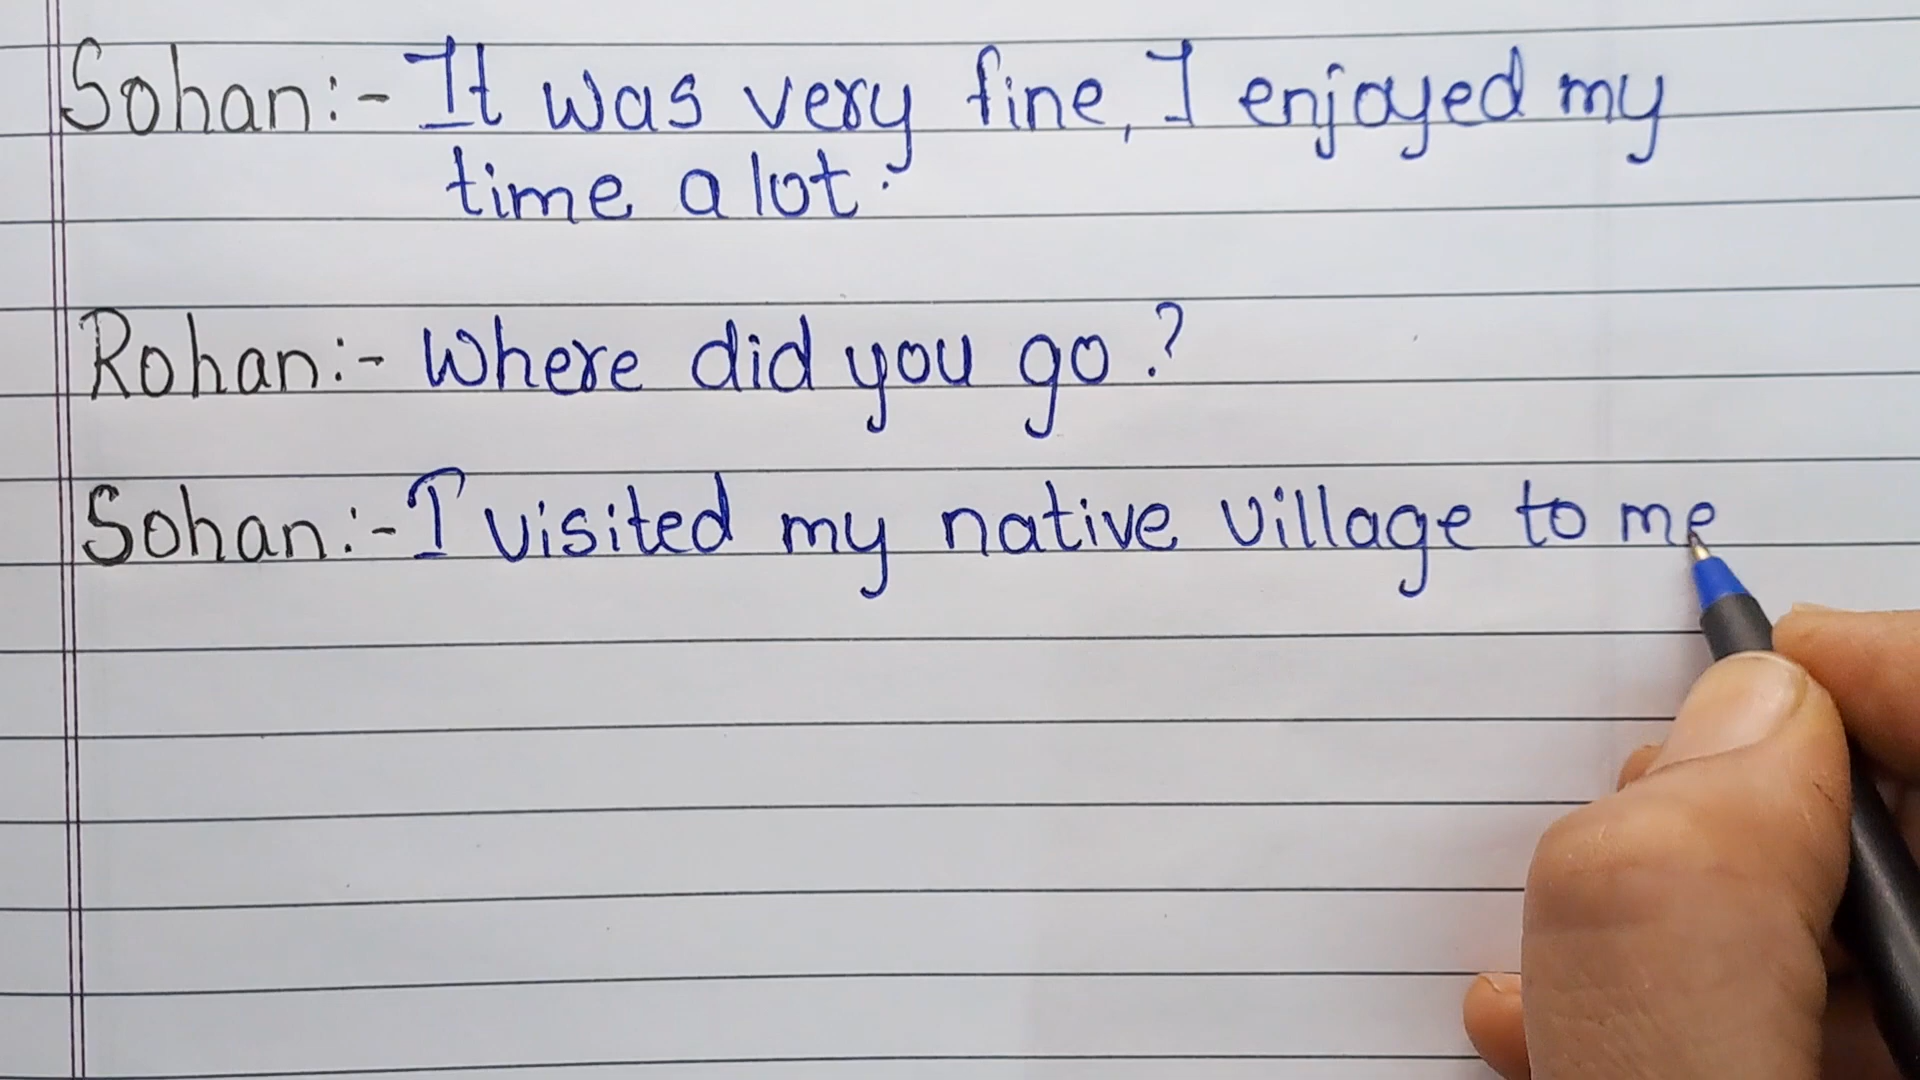 Sohan:- It was very fine, I enjoyed my
time a lot.
Rohan:- Where did you go?
Sohan:- I visited my native village to me